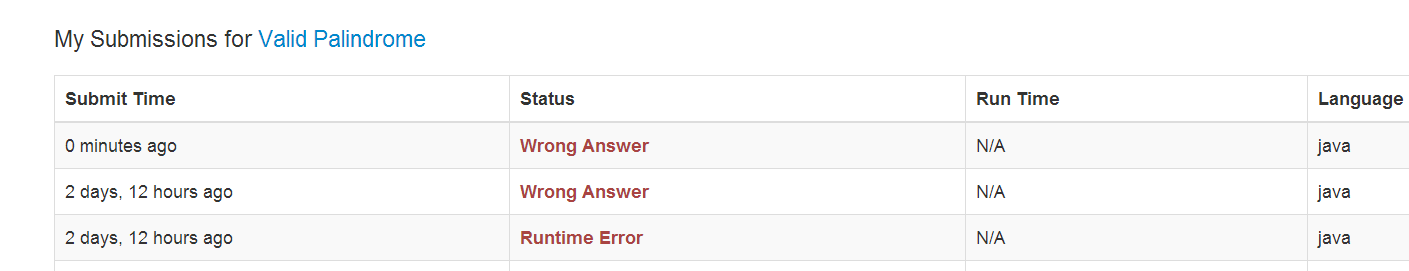 My Submissions for Valid Palindrome
Submit Time Status Run Time Language
0 minutes ago Wrong Answer N/A java
2 days, 12 hours ago Wrong Answer N/A java
2 days, 12 hours ago Runtime Error N/A java